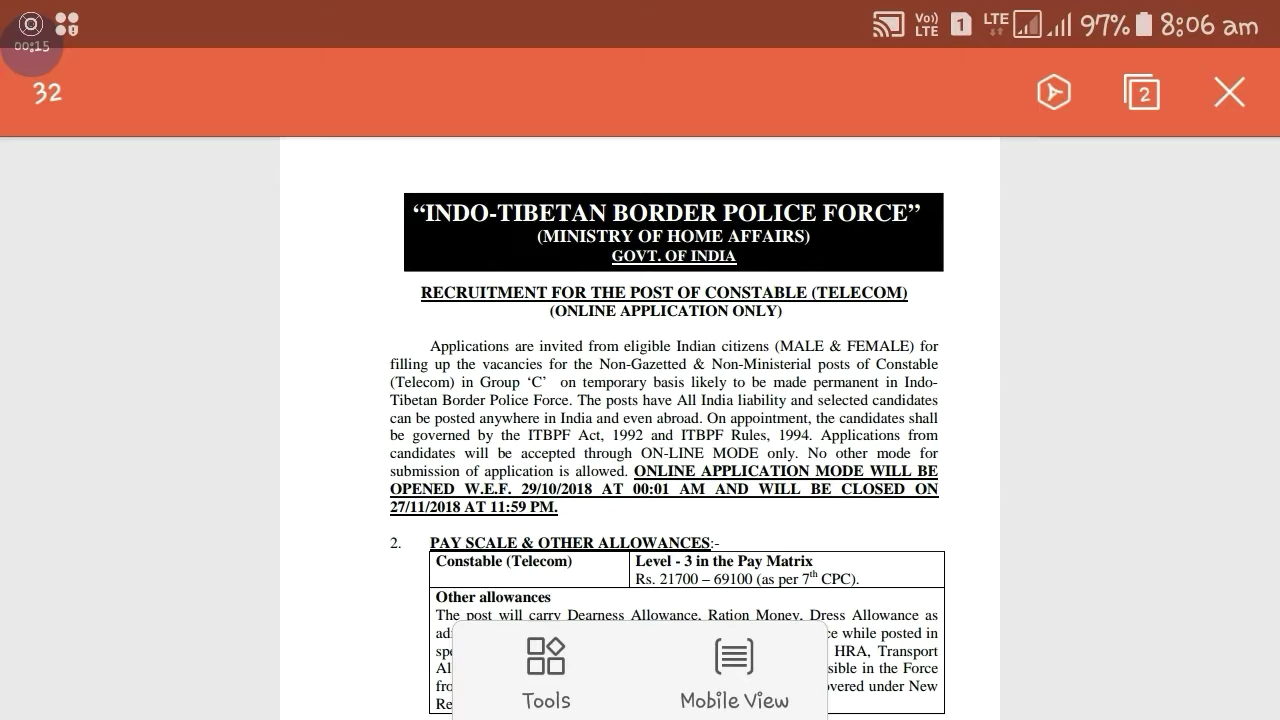 00:15
Vo))
LTE
1
LTE
97%
8:06 am
32
2
“INDO-TIBETAN BORDER POLICE FORCE”
(MINISTRY OF HOME AFFAIRS)
GOVT. OF INDIA
RECRUITMENT FOR THE POST OF CONSTABLE (TELECOM)
(ONLINE APPLICATION ONLY)
Applications are invited from eligible Indian citizens (MALE & FEMALE) for
filling up the vacancies for the Non-Gazetted & Non-Ministerial posts of Constable
(Telecom) in Group ‘C’ on temporary basis likely to be made permanent in Indo-
Tibetan Border Police Force. The posts have All India liability and selected candidates
can be posted anywhere in India and even abroad. On appointment, the candidates shall
be governed by the ITBPF Act, 1992 and ITBPF Rules, 1994. Applications from
candidates will be accepted through ON-LINE MODE only. No other mode for
submission of application is allowed. ONLINE APPLICATION MODE WILL BE
OPENED W.E.F. 29/10/2018 AT 00:01 AM AND WILL BE CLOSED ON
27/11/2018 AT 11:59 PM.
2. PAY SCALE & OTHER ALLOWANCES:-
Constable (Telecom) Level - 3 in the Pay Matrix
Rs. 21700 – 69100 (as per 7th CPC).
Other allowances
The post will carry Dearness Allowance, Ration Money, Dress Allowance as
while posted in
HRA, Transport
in the Force
under New
Tools
Mobile View